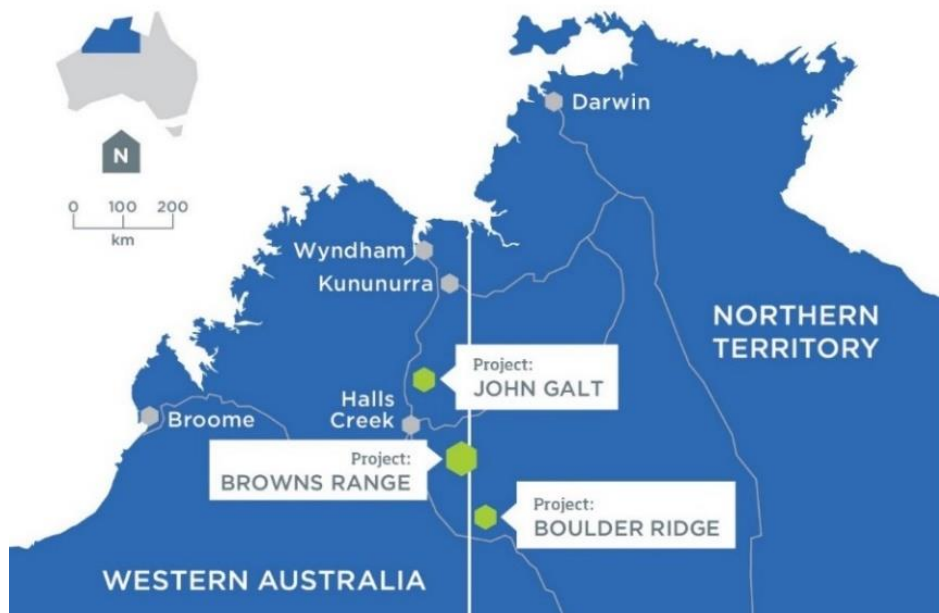 N
0 100 200
km
Darwin
Wyndham
Kununurra
NORTHERN
TERRITORY
Project:
JOHN GALT
Halls
Creek
Broome
Project:
BROWNS RANGE
Project:
BOULDER RIDGE
WESTERN AUSTRALIA